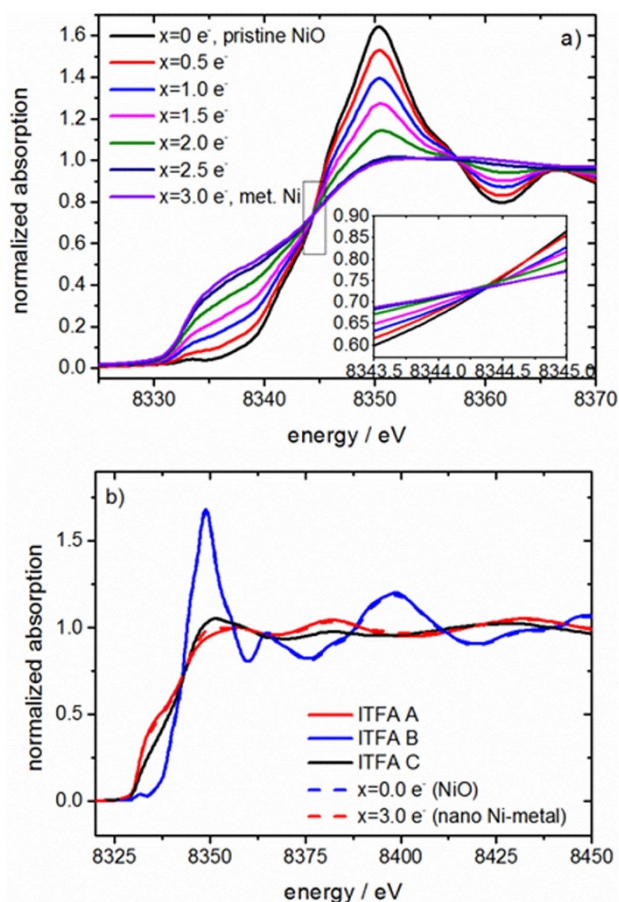 a)
x=0 e⁻, pristine NiO
x=0.5 e⁻
x=1.0 e⁻
x=1.5 e⁻
x=2.0 e⁻
x=2.5 e⁻
x=3.0 e⁻, met. Ni
normalized absorption
1.6
1.4
1.2
1.0
0.8
0.6
0.4
0.2
0.0
0.90
0.85
0.80
0.75
0.70
0.65
0.60
8343.5 8344.0 8344.5 8345.0
8330 8340 8350 8360 8370
energy / eV
b)
normalized absorption
1.5
1.0
0.5
0.0
ITFA A
ITFA B
ITFA C
x=0.0 e⁻ (NiO)
x=3.0 e⁻ (nano Ni-metal)
8325 8350 8375 8400 8425 8450
energy / eV